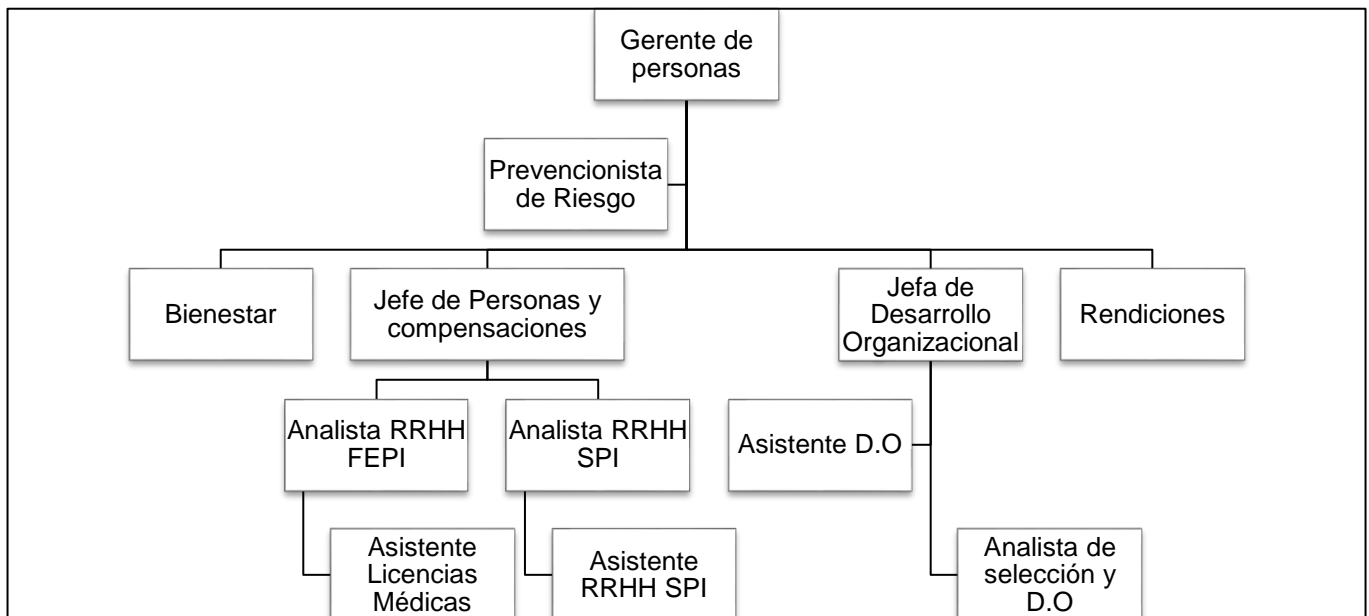 Gerente de
personas
Prevencionista
de Riesgo
Bienestar
Jefe de Personas y
compensaciones
Jefa de
Desarrollo
Organizacional
Rendiciones
Analista RRHH
FEPI
Analista RRHH
SPI
Asistente D.O
Asistente
Licencias
Médicas
Asistente
RRHH SPI
Analista de
selección y
D.O